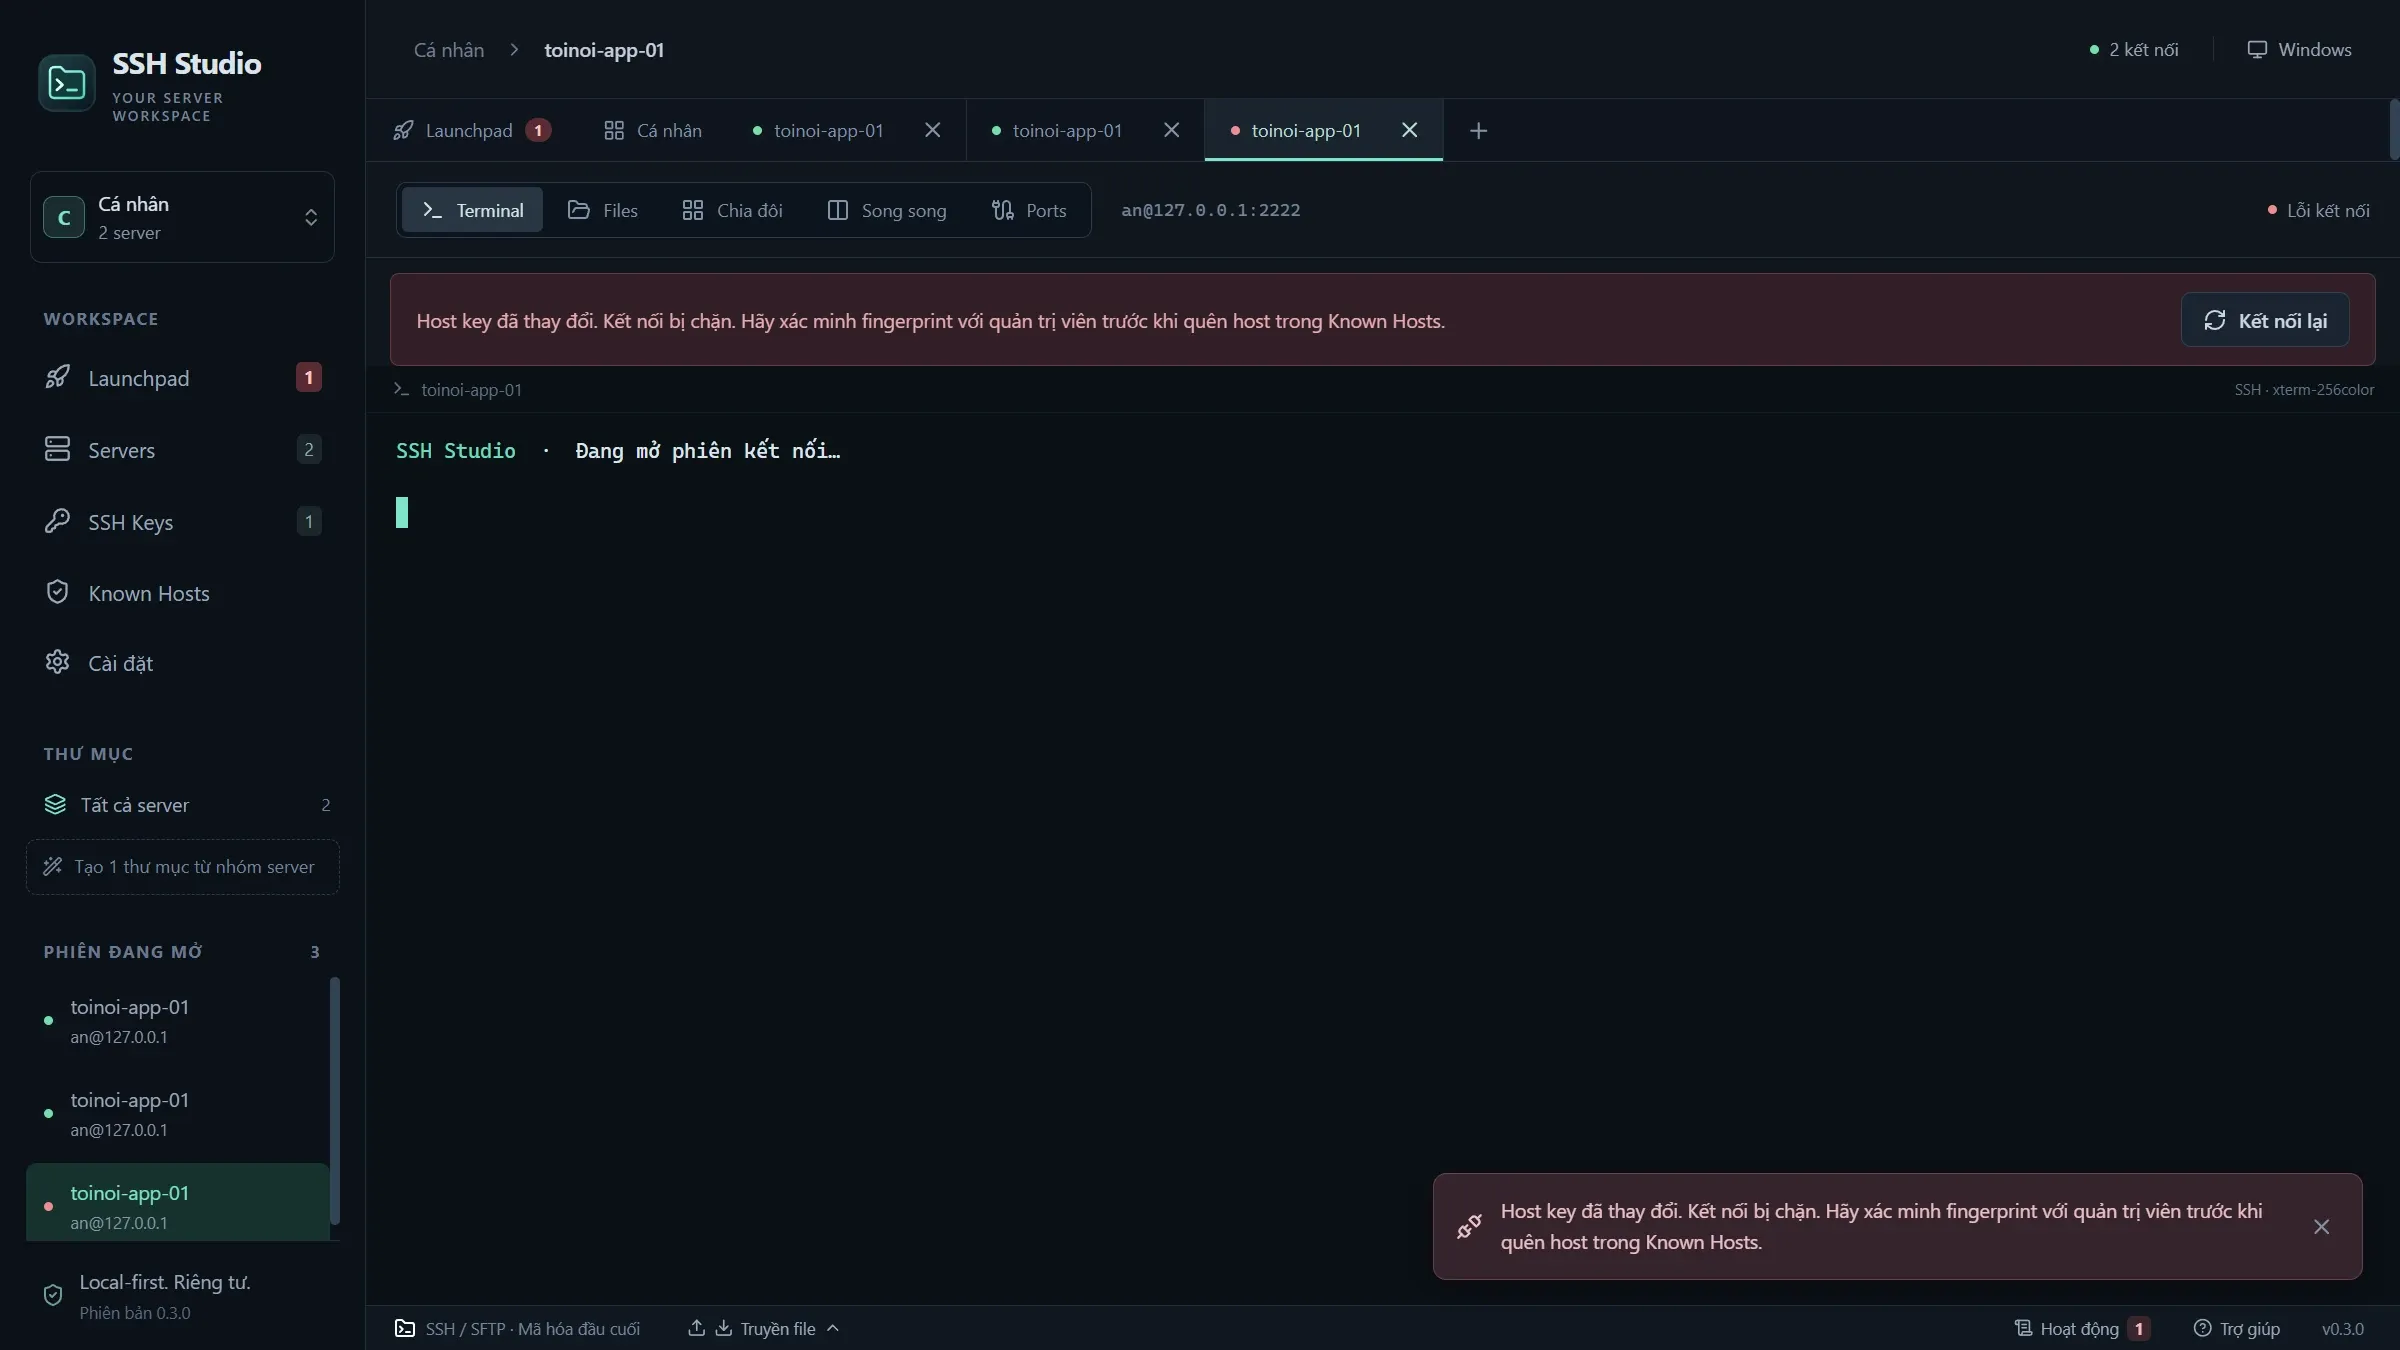 SSH Studio
YOUR SERVER
WORKSPACE
C
Cá nhân
2 server
WORKSPACE
Launchpad 1
Servers 2
SSH Keys 1
Known Hosts
Cài đặt
THƯ MỤC
Tất cả server 2
Tạo 1 thư mục từ nhóm server
PHIÊN ĐANG MỞ 3
toinoi-app-01
an@127.0.0.1
toinoi-app-01
an@127.0.0.1
toinoi-app-01
an@127.0.0.1
Local-first. Riêng tư.
Phiên bản 0.3.0
Cá nhân > toinoi-app-01
2 kết nối
Windows
Launchpad 1
Cá nhân
toinoi-app-01
toinoi-app-01
toinoi-app-01
Terminal
Files
Chia đôi
Song song
Ports
an@127.0.0.1:2222
Lỗi kết nối
Host key đã thay đổi. Kết nối bị chặn. Hãy xác minh fingerprint với quản trị viên trước khi quên host trong Known Hosts.
Kết nối lại
toinoi-app-01
SSH · xterm-256color
SSH Studio · Đang mở phiên kết nối…
Host key đã thay đổi. Kết nối bị chặn. Hãy xác minh fingerprint với quản trị viên trước khi
quên host trong Known Hosts.
SSH / SFTP · Mã hóa đầu cuối
Truyền file
Hoạt động 1
Trợ giúp
v0.3.0